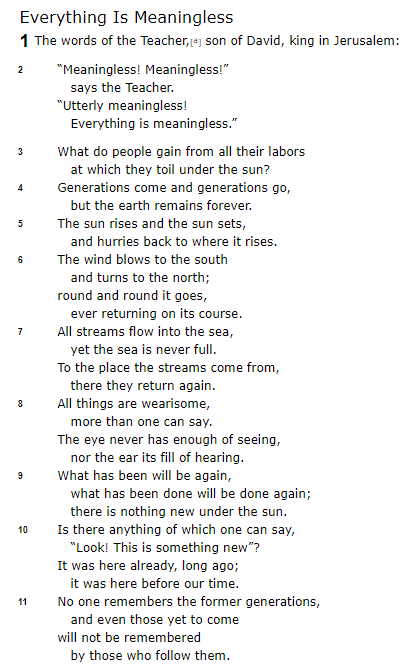 Everything Is Meaningless
1 The words of the Teacher,[a] son of David, king in Jerusalem:
2 “Meaningless! Meaningless!”
says the Teacher.
“Utterly meaningless!
Everything is meaningless.”
3 What do people gain from all their labors
at which they toil under the sun?
4 Generations come and generations go,
but the earth remains forever.
5 The sun rises and the sun sets,
and hurries back to where it rises.
6 The wind blows to the south
and turns to the north;
round and round it goes,
ever returning on its course.
7 All streams flow into the sea,
yet the sea is never full.
To the place the streams come from,
there they return again.
8 All things are wearisome,
more than one can say.
The eye never has enough of seeing,
nor the ear its fill of hearing.
9 What has been will be again,
what has been done will be done again;
there is nothing new under the sun.
10 Is there anything of which one can say,
“Look! This is something new”?
It was here already, long ago;
it was here before our time.
11 No one remembers the former generations,
and even those yet to come
will not be remembered
by those who follow them.